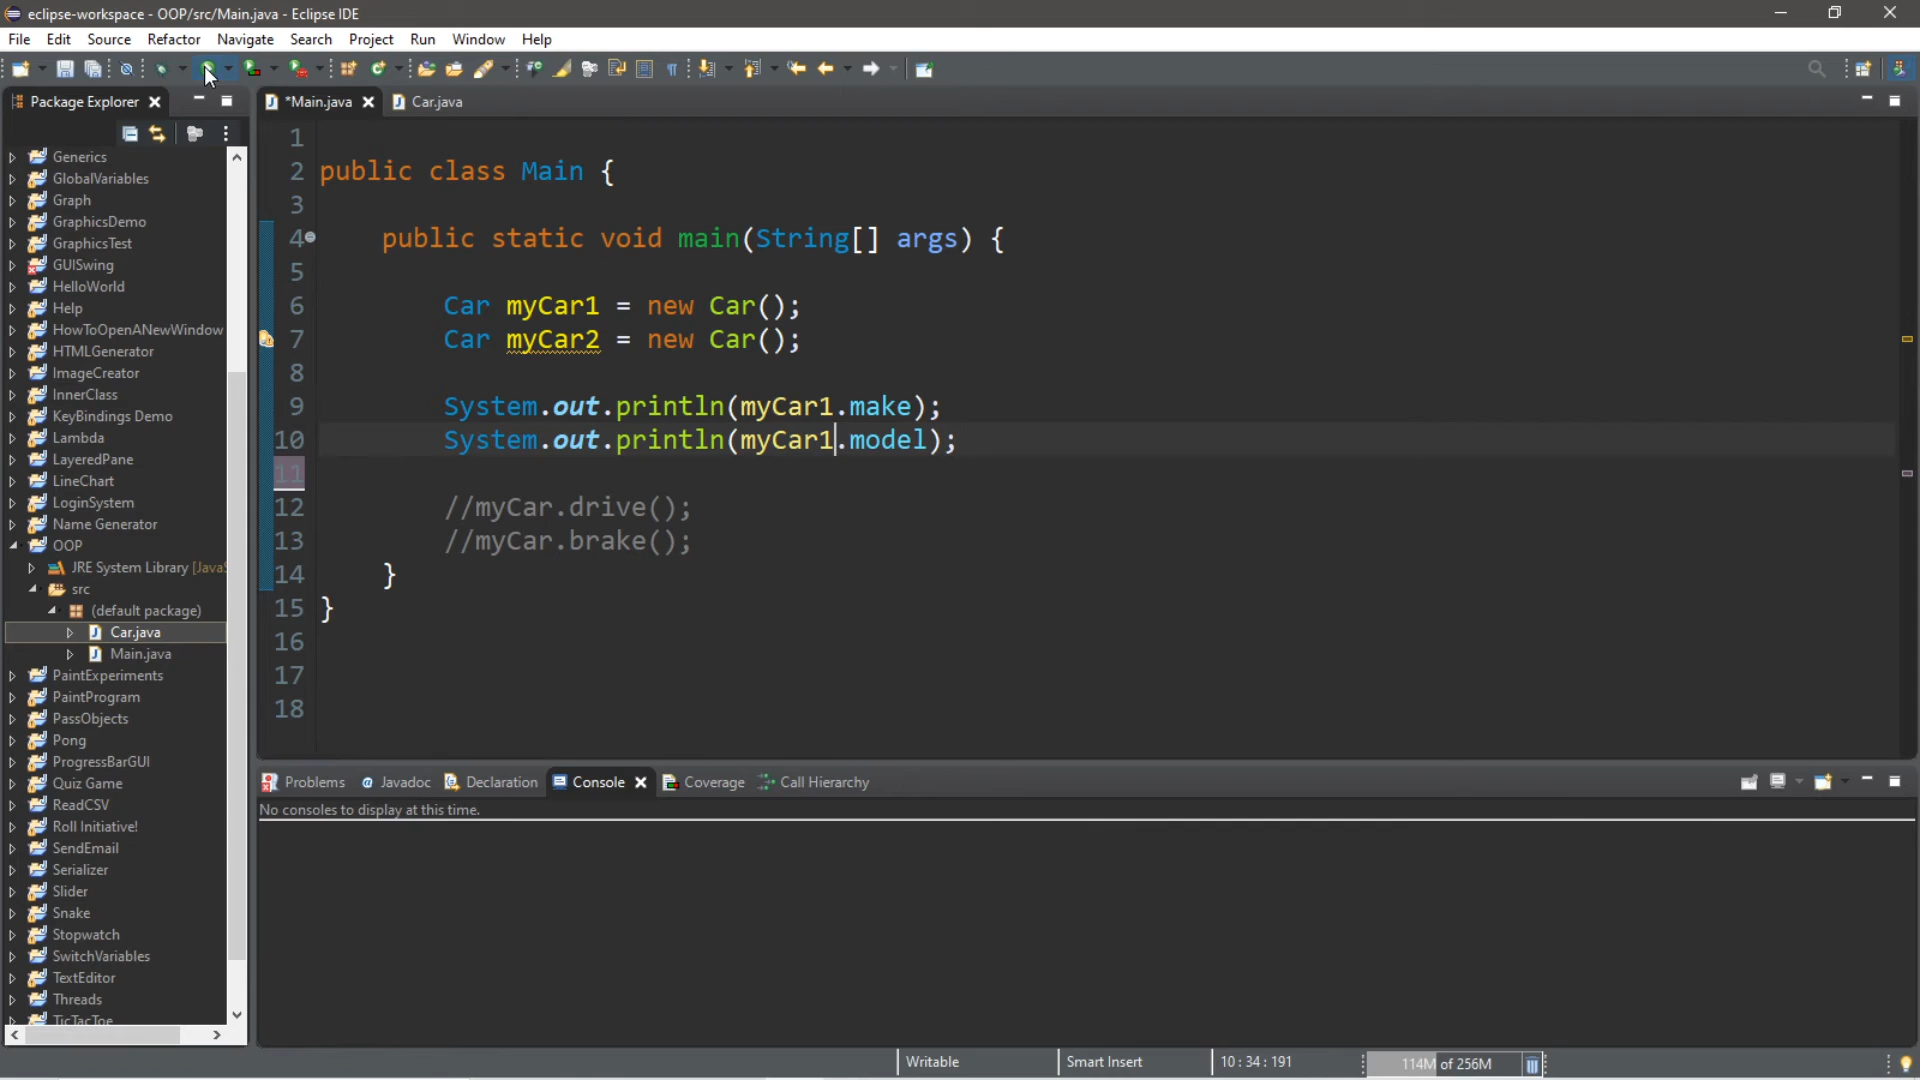 eclipse-workspace - OOP/src/Main.java - Eclipse IDE
File Edit Source Refactor Navigate Search Project Run Window Help
Package Explorer
*Main.java
Car.java
Generics
GlobalVariables
Graph
GraphicsDemo
GraphicsTest
GUISwing
HelloWorld
Help
HowToOpenANewWindow
HTMLGenerator
ImageCreator
InnerClass
KeyBindings Demo
Lambda
LayeredPane
LineChart
LoginSystem
Name Generator
OOP
JRE System Library [JavaS
src
(default package)
Car.java
Main.java
PaintExperiments
PaintProgram
PassObjects
Pong
ProgressBarGUI
Quiz Game
ReadCSV
Roll Initiative!
SendEmail
Serializer
Slider
Snake
Stopwatch
SwitchVariables
TextEditor
Threads
TicTacToe
1
2 public class Main {
3
4 public static void main(String[] args) {
5
6 Car myCar1 = new Car();
7 Car myCar2 = new Car();
8
9 System.out.println(myCar1.make);
10 System.out.println(myCar1.model);
11
12 //myCar.drive();
13 //myCar.brake();
14 }
15 }
16
17
18
Problems @ Javadoc Declaration Console Coverage Call Hierarchy
No consoles to display at this time.
Writable Smart Insert 10 : 34 : 191 114M of 256M